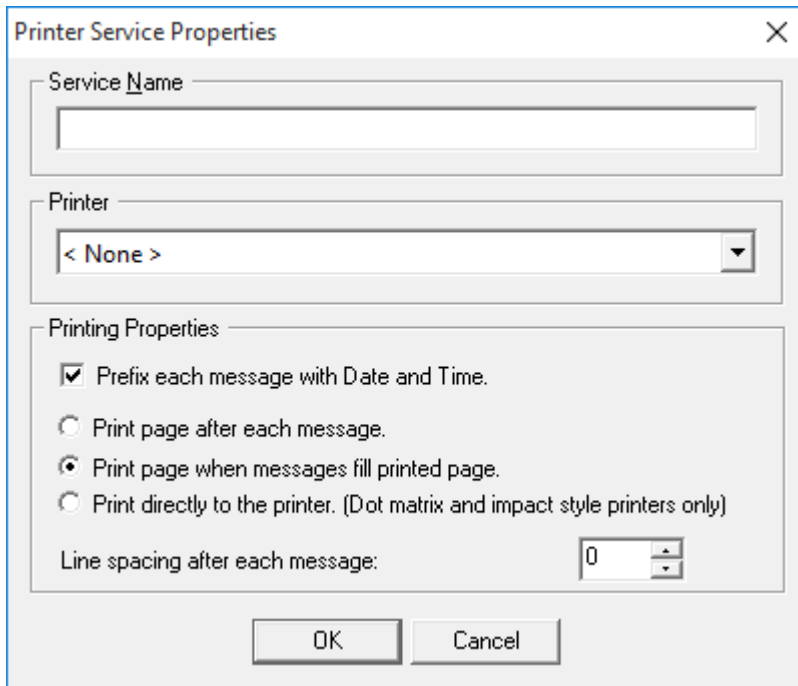 Printer Service Properties
Service Name
Printer
< None >
Printing Properties
Prefix each message with Date and Time.
Print page after each message.
Print page when messages fill printed page.
Print directly to the printer. (Dot matrix and impact style printers only)
Line spacing after each message: 0
OK Cancel